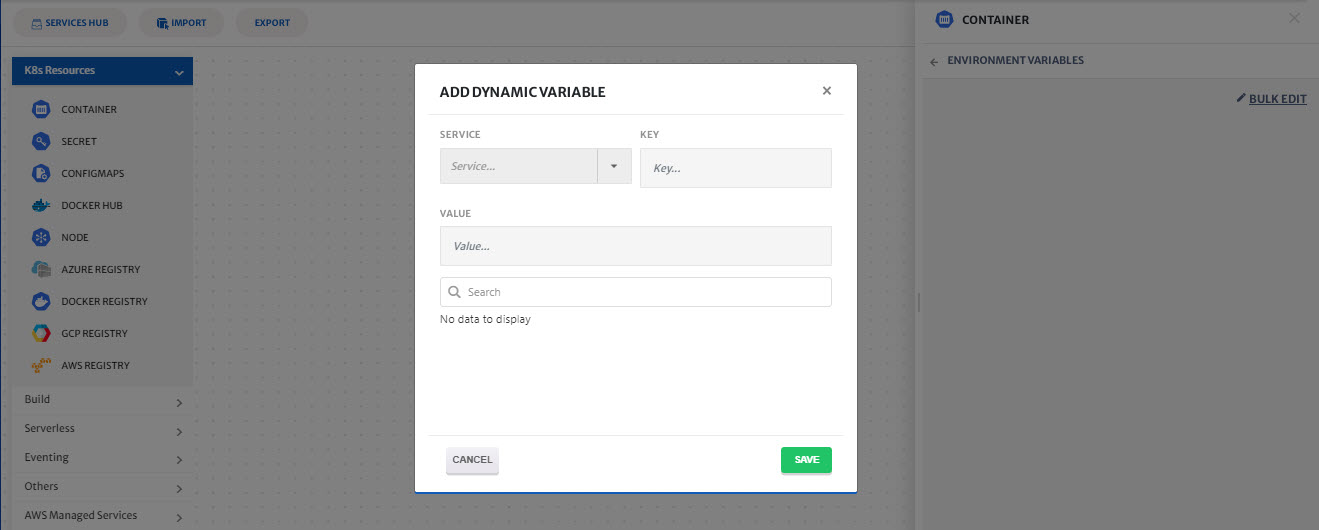 SERVICES HUB
IMPORT
EXPORT
K8s Resources
CONTAINER
SECRET
CONFIGMAPS
DOCKER HUB
NODE
AZURE REGISTRY
DOCKER REGISTRY
GCP REGISTRY
AWS REGISTRY
Build
Serverless
Eventing
Others
AWS Managed Services
ADD DYNAMIC VARIABLE
SERVICE
KEY
Service...
Key...
VALUE
Value...
Search
No data to display
CANCEL
SAVE
CONTAINER
ENVIRONMENT VARIABLES
BULK EDIT